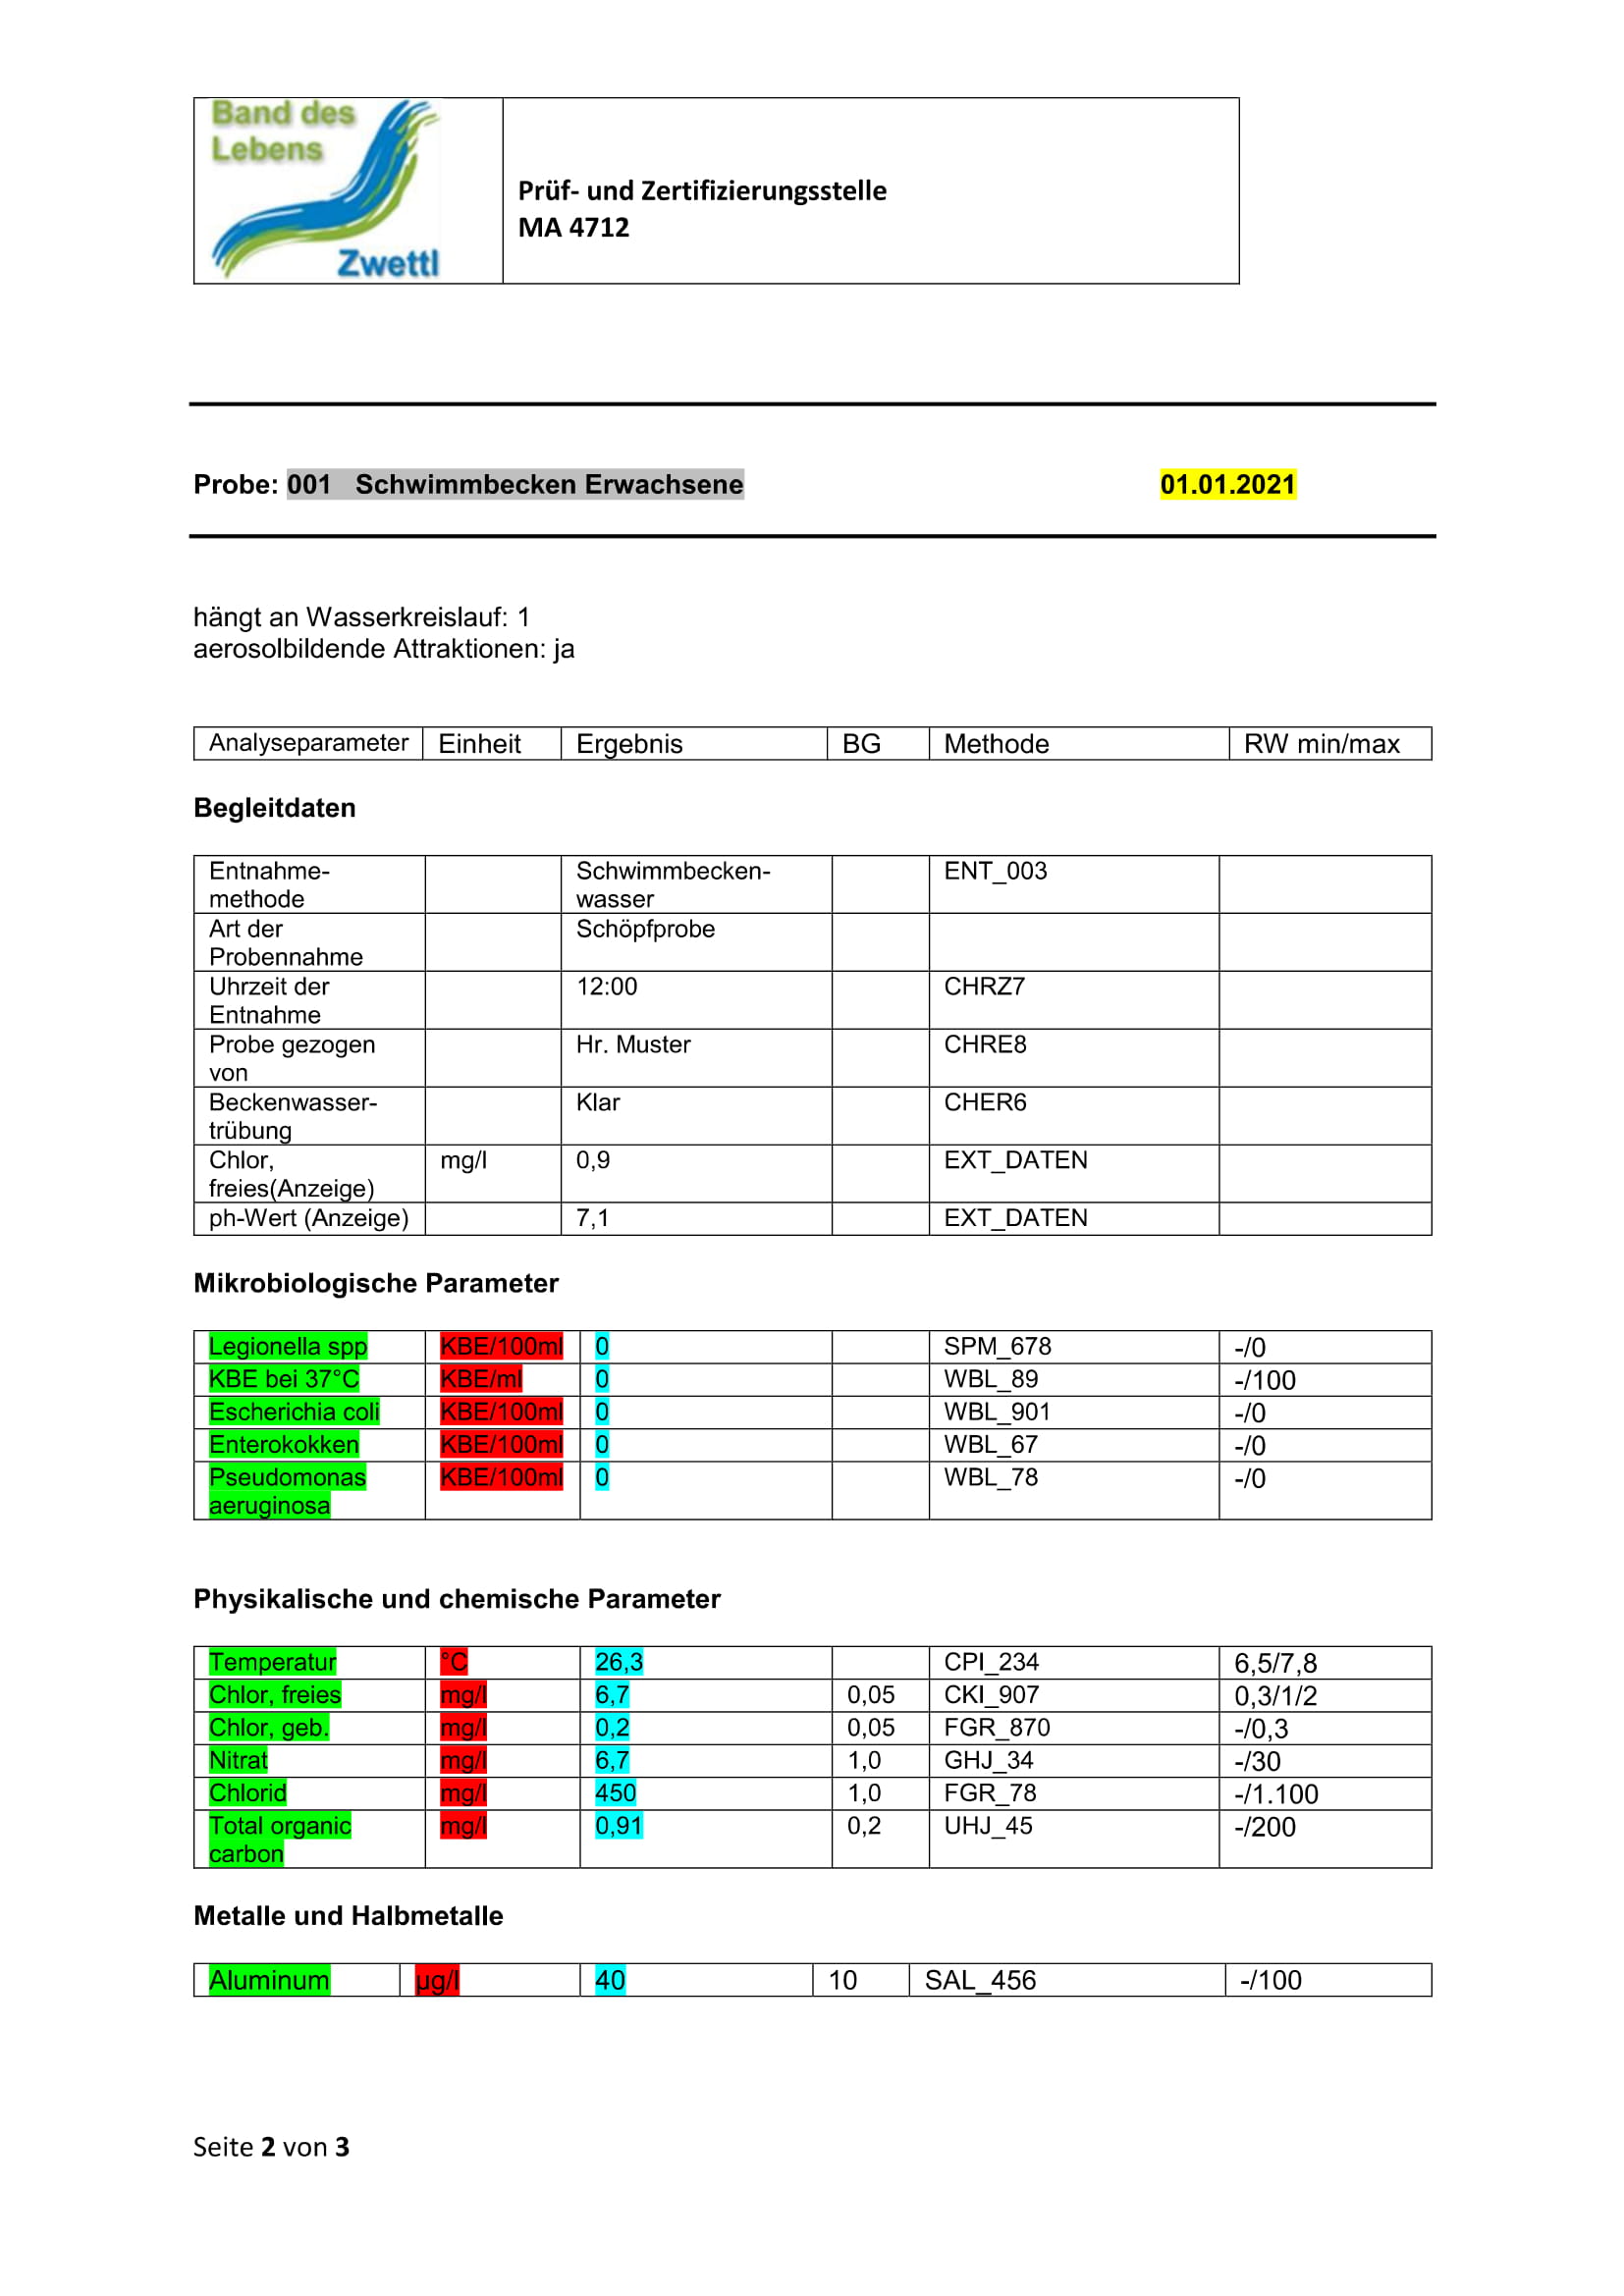 Band des
Lebens
Zwettl
Prüf- und Zertifizierungsstelle
MA 4712
Probe: 001 Schwimmbecken Erwachsene 01.01.2021
hängt an Wasserkreislauf: 1
aerosolbildende Attraktionen: ja
Analyseparameter Einheit Ergebnis BG Methode RW min/max
Begleitdaten
Entnahme- Schwimmbecken- ENT_003
methode wasser
Art der Schöpfprobe
Probennahme
Uhrzeit der 12:00 CHRZ7
Entnahme
Probe gezogen Hr. Muster CHRE8
von
Beckenwasser- Klar CHER6
trübung
Chlor, mg/l 0,9 EXT_DATEN
freies(Anzeige)
ph-Wert (Anzeige) 7,1 EXT_DATEN
Mikrobiologische Parameter
Legionella spp KBE/100ml 0 SPM_678 -/0
KBE bei 37°C KBE/ml 0 WBL_89 -/100
Escherichia coli KBE/100ml 0 WBL_901 -/0
Enterokokken KBE/100ml 0 WBL_67 -/0
Pseudomonas KBE/100ml 0 WBL_78 -/0
aeruginosa
Physikalische und chemische Parameter
Temperatur °C 26,3 CPI_234 6,5/7,8
Chlor, freies mg/l 6,7 0,05 CKI_907 0,3/1/2
Chlor, geb. mg/l 0,2 0,05 FGR_870 -/0,3
Nitrat mg/l 6,7 1,0 GHJ_34 -/30
Chlorid mg/l 450 1,0 FGR_78 -/1.100
Total organic mg/l 0,91 0,2 UHJ_45 -/200
carbon
Metalle und Halbmetalle
Aluminum µg/l 40 10 SAL_456 -/100
Seite 2 von 3